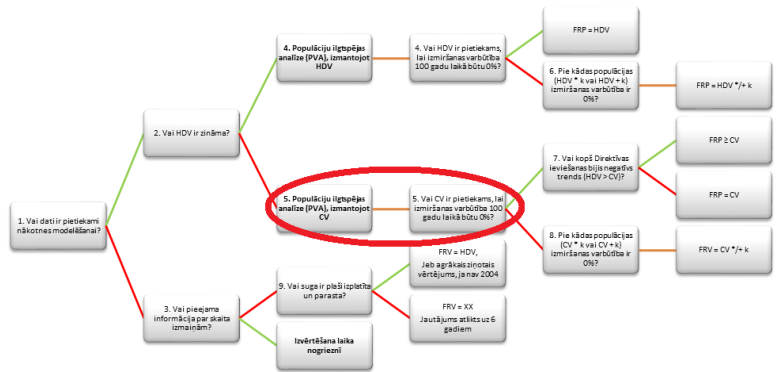 1. Vai dati ir pietiekami
nākotnes modelēšanai?
2. Vai HDV ir zināma?
3. Vai pieejama
informācija par skaita
izmaiņām?
4. Populāciju ilgtspējas
analīze (PVA), izmantojot
HDV
4. Vai HDV ir pietiekams,
lai izmiršanas varbūtība
100 gadu laikā būtu 0%?
FRP = HDV
6. Pie kādas populācijas
(HDV * k vai HDV + k)
izmiršanas varbūtība ir
0%?
FRP = HDV */+ k
5. Populāciju ilgtspējas
analīze (PVA), izmantojot
CV
5. Vai CV ir pietiekams, lai
izmiršanas varbūtība 100
gadu laikā būtu 0%?
7. Vai kopš Direktīvas
ieviešanas bijis negatīvs
trends (HDV > CV)?
FRP ≥ CV
FRP = CV
8. Pie kādas populācijas
(CV * k vai CV + k)
izmiršanas varbūtība ir
0%?
FRV = CV */+ k
9. Vai suga ir plaši izplatīta
un parasta?
FRV = HDV,
Jeb agrākais ziņotais
vērtējums, ja nav 2004
FRV = XX
Jautājums atlikts uz 6
gadiem
Izvērtēšana laika
nogrieznī